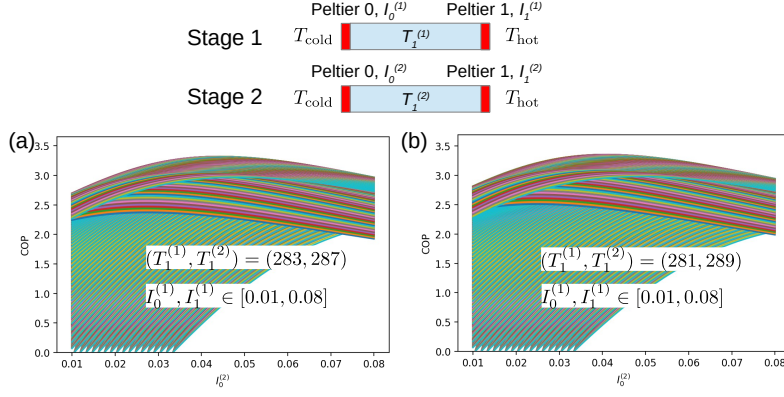 Peltier 0, I₀⁽¹⁾ Peltier 1, I₁⁽¹⁾
Stage 1 T_cold T₁⁽¹⁾ T_hot
Peltier 0, I₀⁽²⁾ Peltier 1, I₁⁽²⁾
Stage 2 T_cold T₁⁽²⁾ T_hot
(a)
COP
3.5
3.0
2.5
2.0
1.5
1.0
0.5
0.0
(T₁⁽¹⁾, T₁⁽²⁾) = (283, 287)
I₀⁽¹⁾, I₁⁽¹⁾ ∈ [0.01, 0.08]
0.01 0.02 0.03 0.04 0.05 0.06 0.07 0.08
I₀⁽²⁾
(b)
COP
3.5
3.0
2.5
2.0
1.5
1.0
0.5
0.0
(T₁⁽¹⁾, T₁⁽²⁾) = (281, 289)
I₀⁽¹⁾, I₁⁽¹⁾ ∈ [0.01, 0.08]
0.01 0.02 0.03 0.04 0.05 0.06 0.07 0.08
I₀⁽²⁾